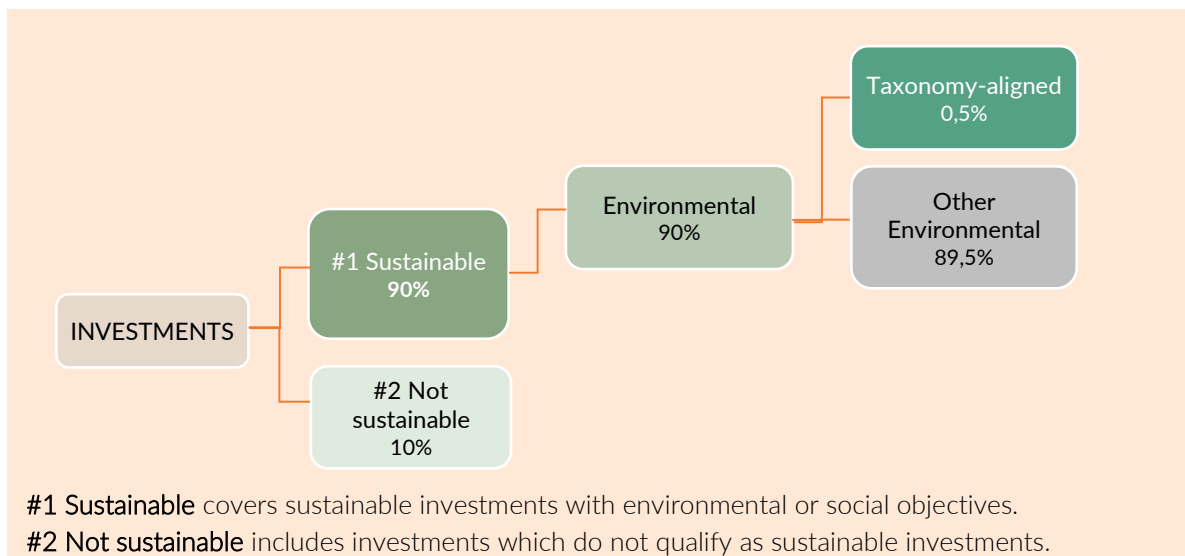 INVESTMENTS
#1 Sustainable
90%
#2 Not
sustainable
10%
Environmental
90%
Taxonomy-aligned
0,5%
Other
Environmental
89,5%
#1 Sustainable covers sustainable investments with environmental or social objectives.
#2 Not sustainable includes investments which do not qualify as sustainable investments.